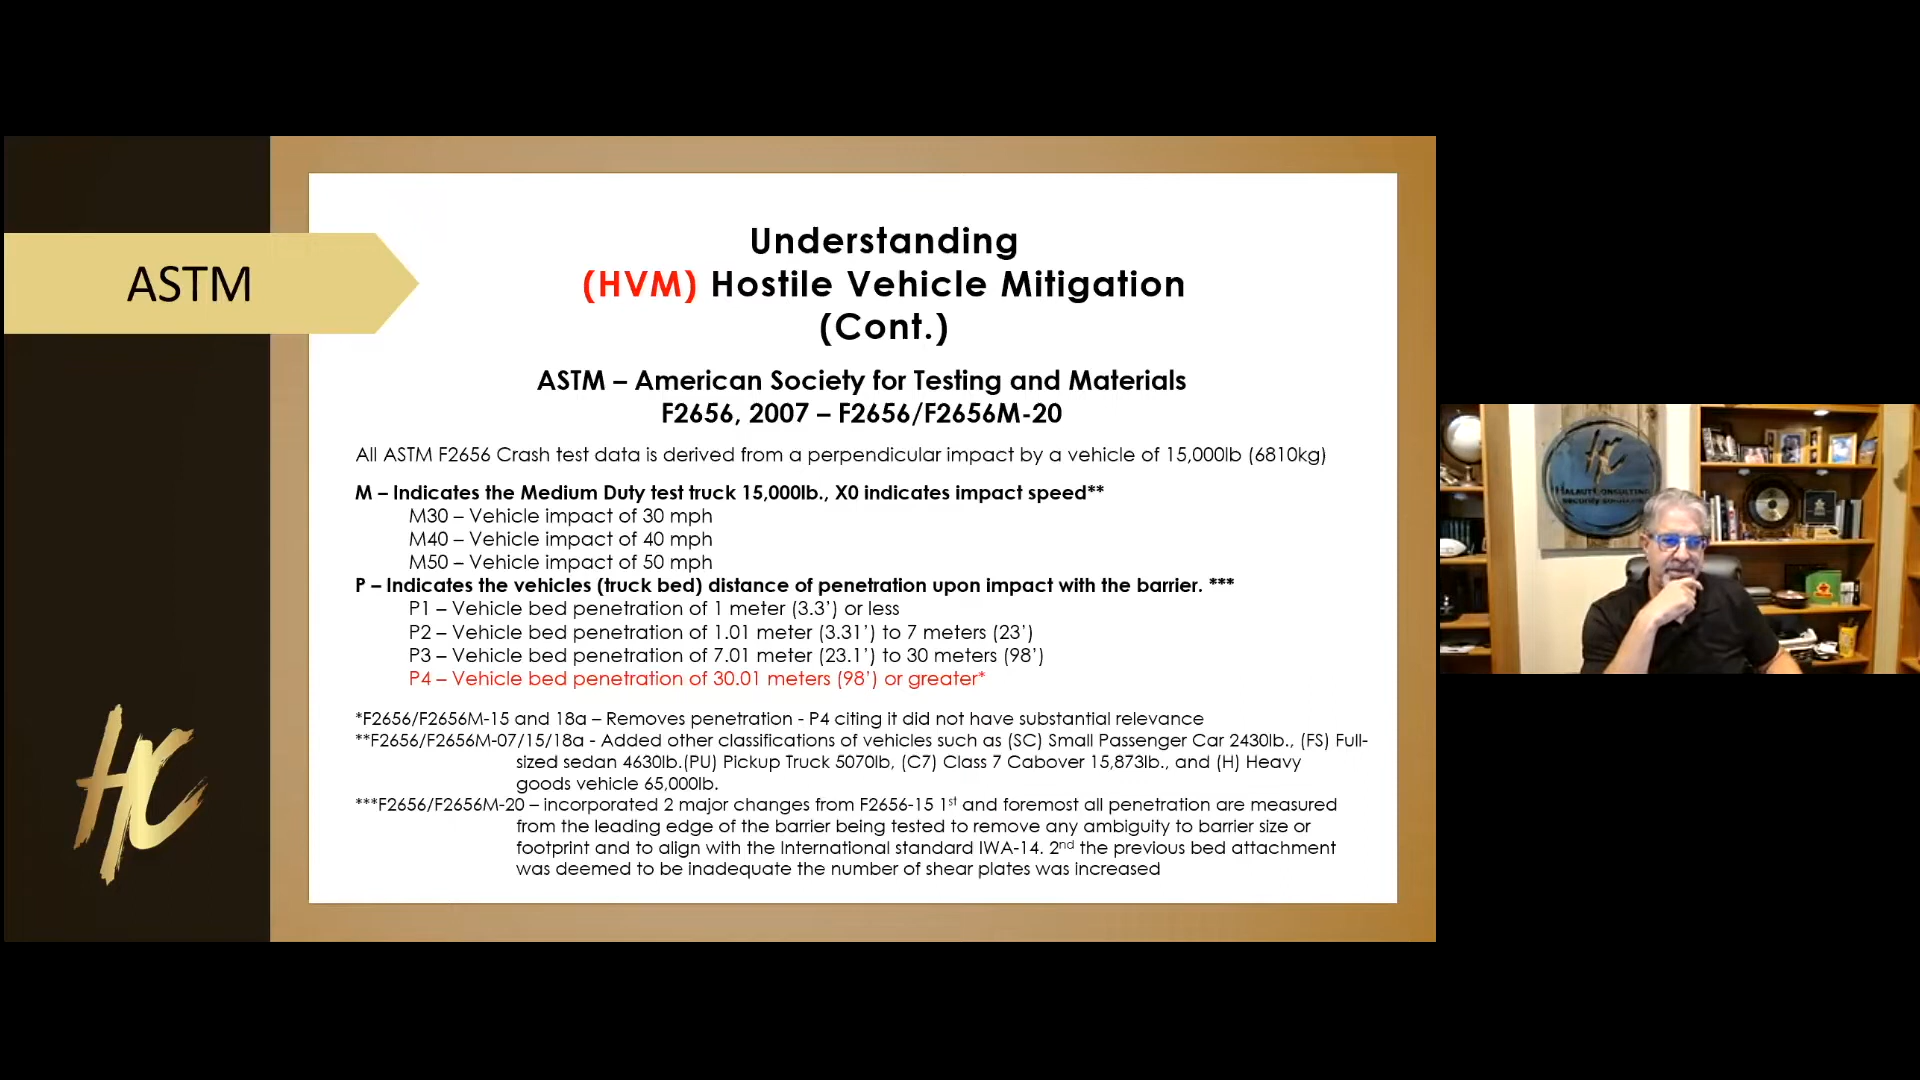 ASTM
Understanding
(HVM) Hostile Vehicle Mitigation
(Cont.)
ASTM – American Society for Testing and Materials
F2656, 2007 – F2656/F2656M-20
All ASTM F2656 Crash test data is derived from a perpendicular impact by a vehicle of 15,000lb (6810kg)
M – Indicates the Medium Duty test truck 15,000lb., X0 indicates impact speed**
M30 – Vehicle impact of 30 mph
M40 – Vehicle impact of 40 mph
M50 – Vehicle impact of 50 mph
P – Indicates the vehicles (truck bed) distance of penetration upon impact with the barrier. ***
P1 – Vehicle bed penetration of 1 meter (3.3’) or less
P2 – Vehicle bed penetration of 1.01 meter (3.31’) to 7 meters (23’)
P3 – Vehicle bed penetration of 7.01 meter (23.1’) to 30 meters (98’)
P4 – Vehicle bed penetration of 30.01 meters (98’) or greater*
*F2656/F2656M-15 and 18a – Removes penetration - P4 citing it did not have substantial relevance
**F2656/F2656M-07/15/18a - Added other classifications of vehicles such as (SC) Small Passenger Car 2430lb., (FS) Full-
sized sedan 4630lb.(PU) Pickup Truck 5070lb, (C7) Class 7 Cabover 15,873lb., and (H) Heavy
goods vehicle 65,000lb.
***F2656/F2656M-20 – incorporated 2 major changes from F2656-15 1st and foremost all penetration are measured
from the leading edge of the barrier being tested to remove any ambiguity to barrier size or
footprint and to align with the International standard IWA-14. 2nd the previous bed attachment
was deemed to be inadequate the number of shear plates was increased
HC
HC
security